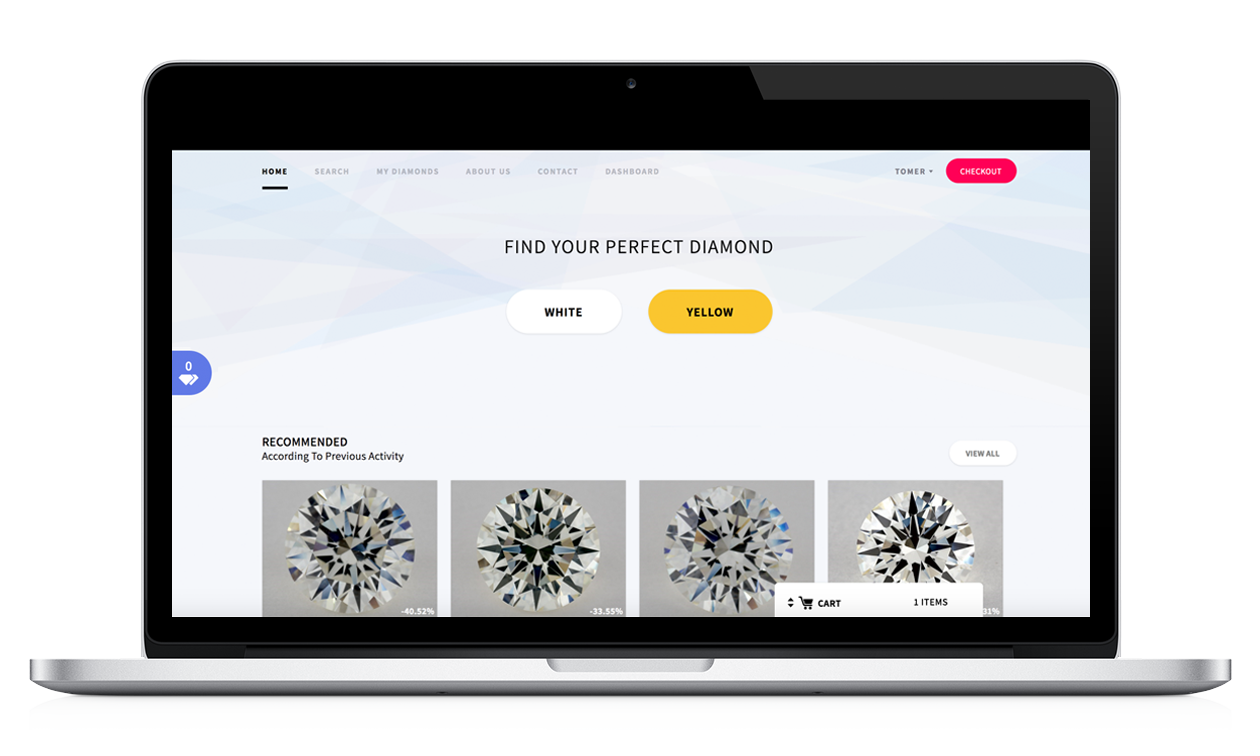 HOME SEARCH MY DIAMONDS ABOUT US CONTACT DASHBOARD TOMER CHECKOUT
FIND YOUR PERFECT DIAMOND
WHITE YELLOW
0
RECOMMENDED
According To Previous Activity
VIEW ALL
-40.52% -33.55% 31%
CART 1 ITEMS